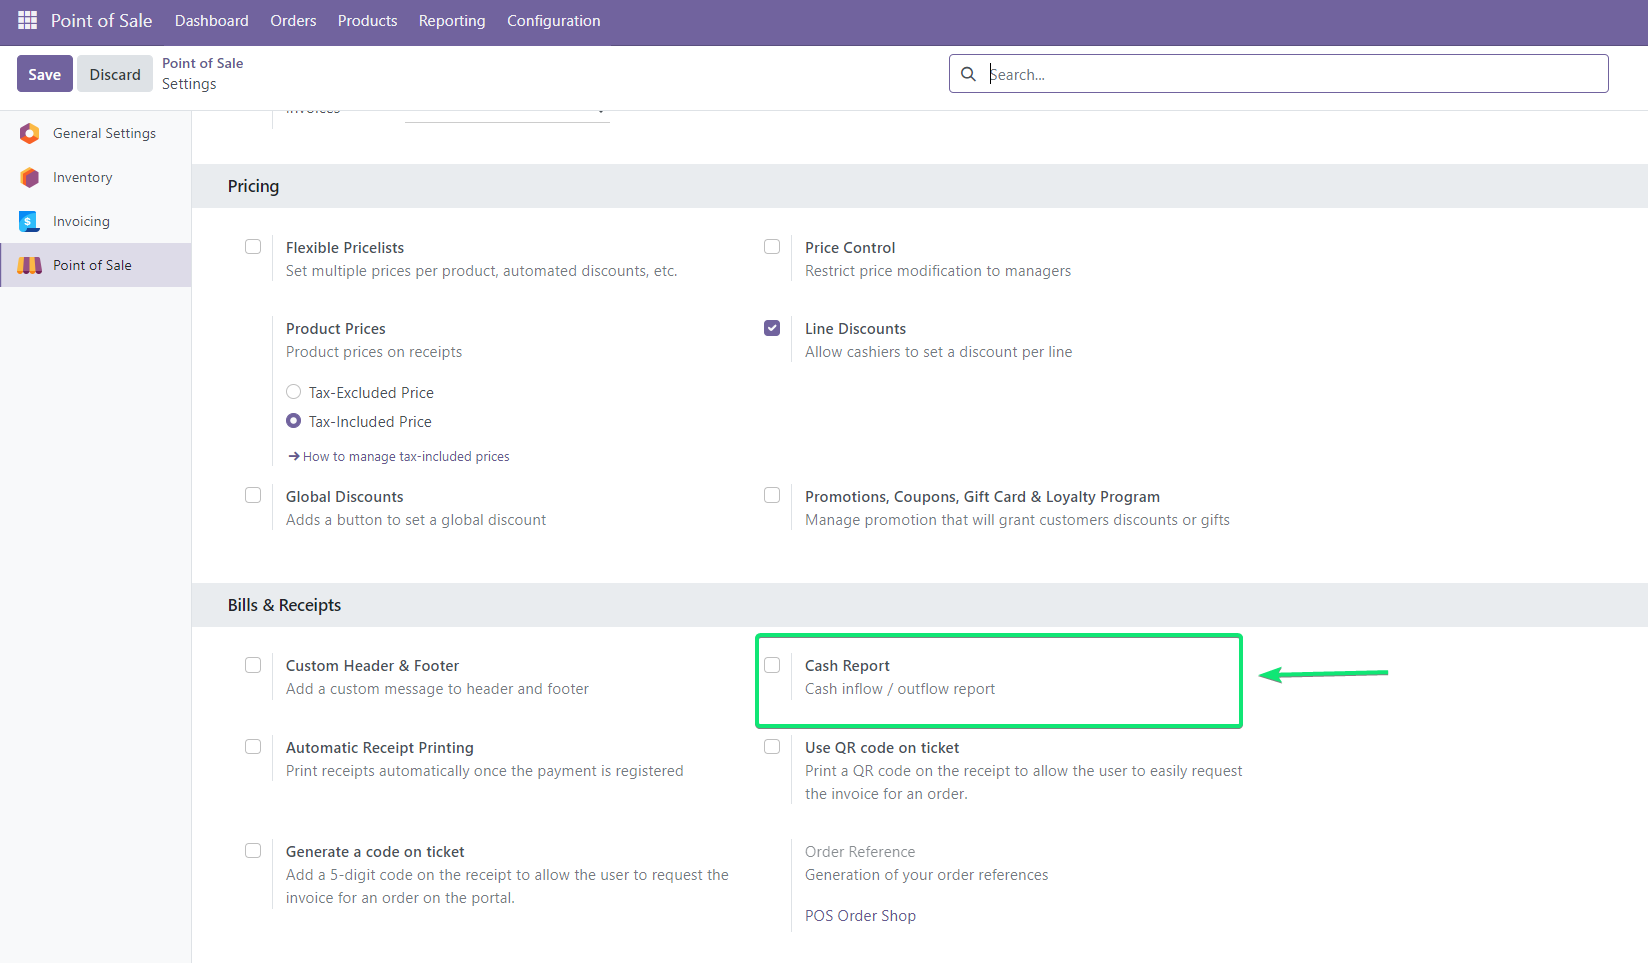 Point of Sale Dashboard Orders Products Reporting Configuration
Save Discard Point of Sale
Settings
Search...
General Settings
Inventory
Invoicing
Point of Sale
Invoices
Pricing
Flexible Pricelists
Set multiple prices per product, automated discounts, etc.
Price Control
Restrict price modification to managers
Product Prices
Product prices on receipts
Tax-Excluded Price
Tax-Included Price
How to manage tax-included prices
Line Discounts
Allow cashiers to set a discount per line
Global Discounts
Adds a button to set a global discount
Promotions, Coupons, Gift Card & Loyalty Program
Manage promotion that will grant customers discounts or gifts
Bills & Receipts
Custom Header & Footer
Add a custom message to header and footer
Cash Report
Cash inflow / outflow report
Automatic Receipt Printing
Print receipts automatically once the payment is registered
Use QR code on ticket
Print a QR code on the receipt to allow the user to easily request
the invoice for an order.
Generate a code on ticket
Add a 5-digit code on the receipt to allow the user to request the
invoice for an order on the portal.
Order Reference
Generation of your order references
POS Order Shop